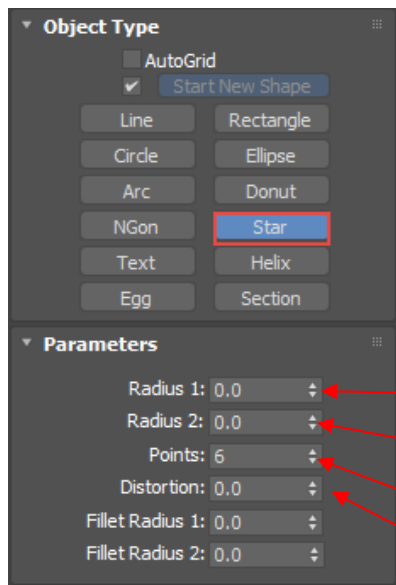 Object Type
AutoGrid
Start New Shape
Line Rectangle
Circle Ellipse
Arc Donut
NGon Star
Text Helix
Egg Section
Parameters
Radius 1: 0.0
Radius 2: 0.0
Points: 6
Distortion: 0.0
Fillet Radius 1: 0.0
Fillet Radius 2: 0.0